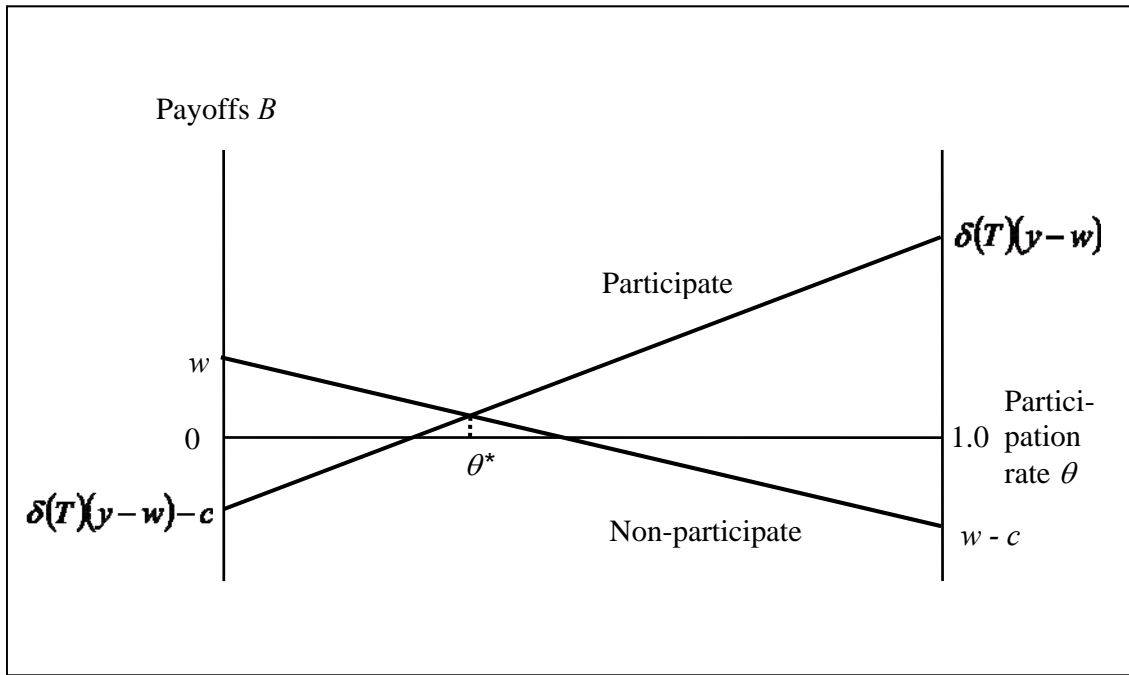 Payoffs B
δ(T)(y – w)
Participate
w
0
θ*
1.0
Partici-
pation
rate θ
δ(T)(y – w) – c
Non-participate
w - c